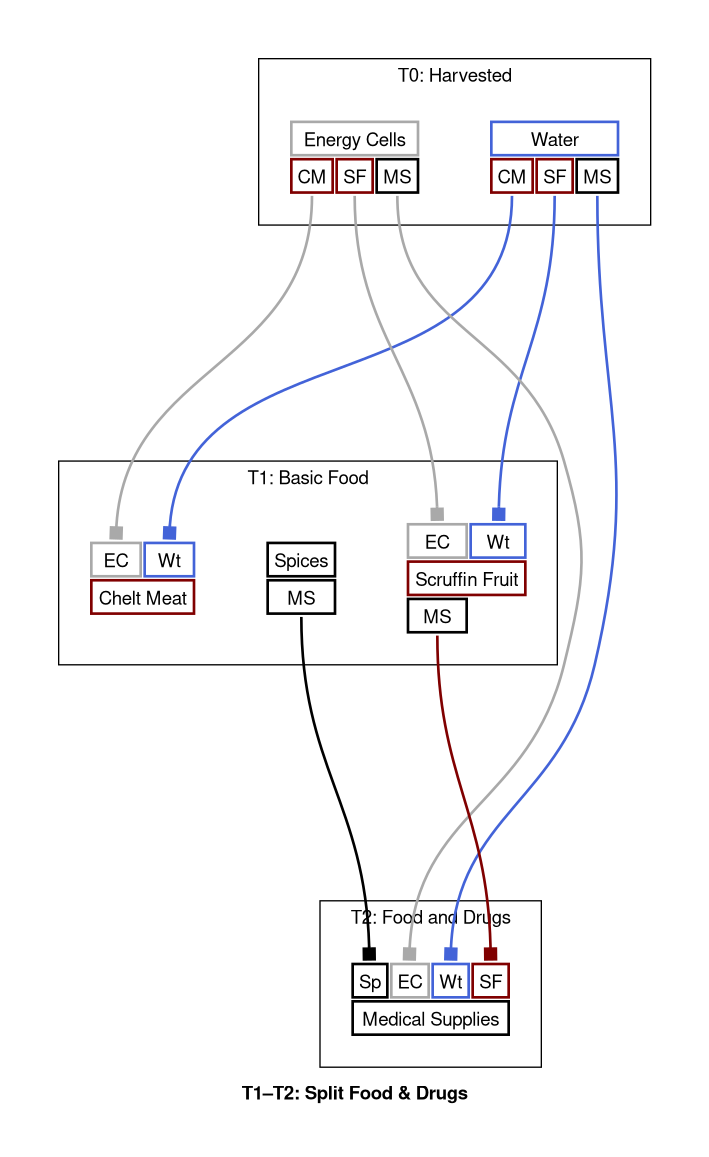 T0: Harvested
Energy Cells Water
CM SF MS CM SF MS
T1: Basic Food
EC Wt Spices EC Wt
Chelt Meat MS Scruffin Fruit
MS
T2: Food and Drugs
Sp EC Wt SF
Medical Supplies
T1–T2: Split Food & Drugs